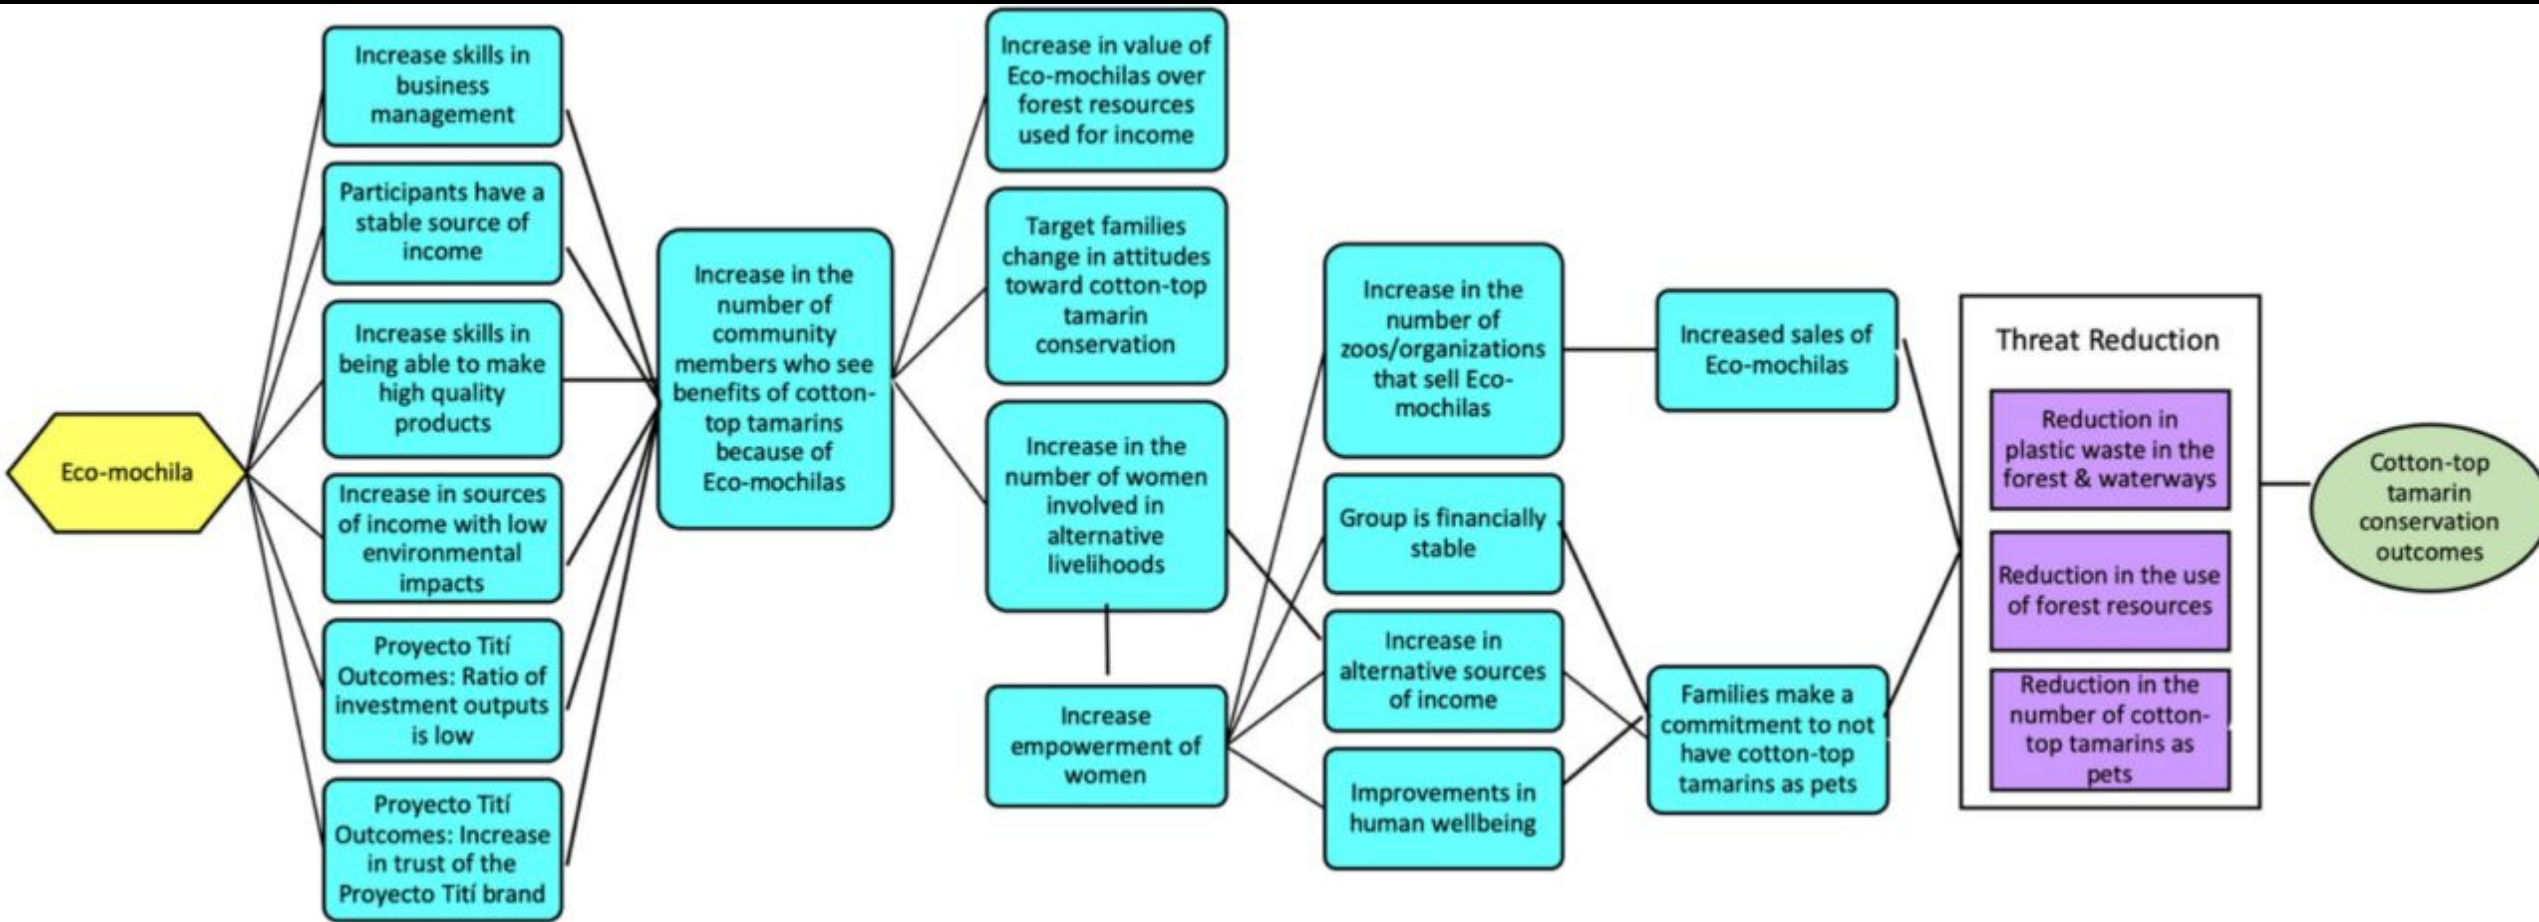 Eco-mochila
Increase skills in
business
management
Participants have a
stable source of
income
Increase skills in
being able to make
high quality
products
Increase in sources
of income with low
environmental
impacts
Proyecto Tití
Outcomes: Ratio of
investment outputs
is low
Proyecto Tití
Outcomes: Increase
in trust of the
Proyecto Tití brand
Increase in the
number of
community
members who see
benefits of cotton-
top tamarins
because of
Eco-mochilas
Increase in value of
Eco-mochilas over
forest resources
used for income
Target families
change in attitudes
toward cotton-top
tamarin
conservation
Increase in the
number of women
involved in
alternative
livelihoods
Increase
empowerment of
women
Increase in the
number of
zoos/organizations
that sell Eco-
mochilas
Group is financially
stable
Increase in
alternative sources
of income
Improvements in
human wellbeing
Increased sales of
Eco-mochilas
Families make a
commitment to not
have cotton-top
tamarins as pets
Threat Reduction
Reduction in
plastic waste in the
forest & waterways
Reduction in the use
of forest resources
Reduction in the
number of cotton-
top tamarins as
pets
Cotton-top
tamarin
conservation
outcomes